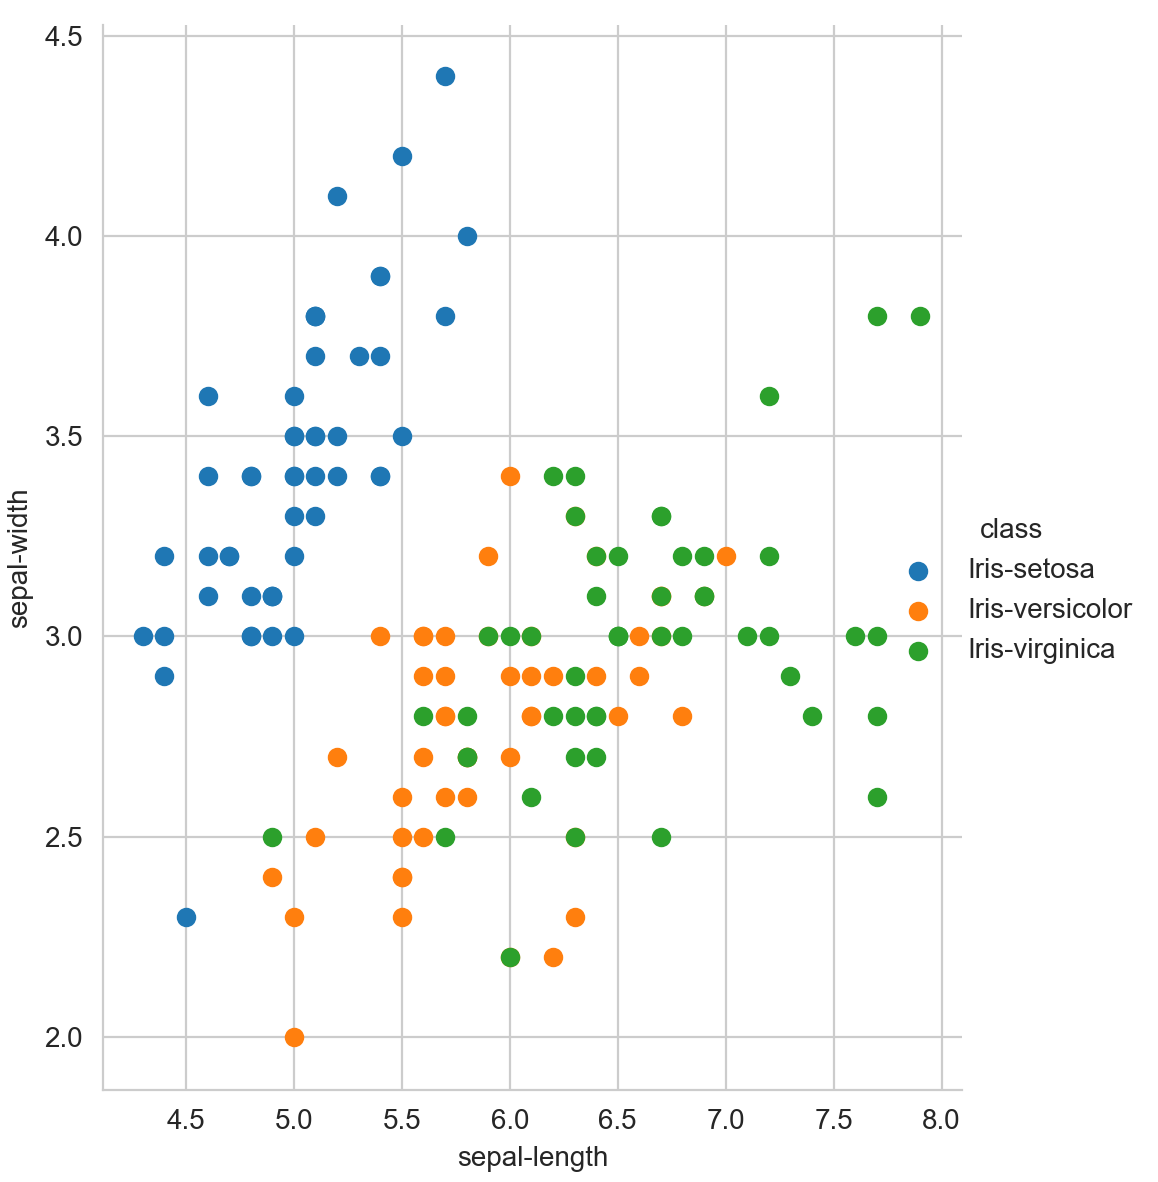 4.5
4.0
3.5
3.0
2.5
2.0
sepal-width
4.5 5.0 5.5 6.0 6.5 7.0 7.5 8.0
sepal-length
class
Iris-setosa
Iris-versicolor
Iris-virginica